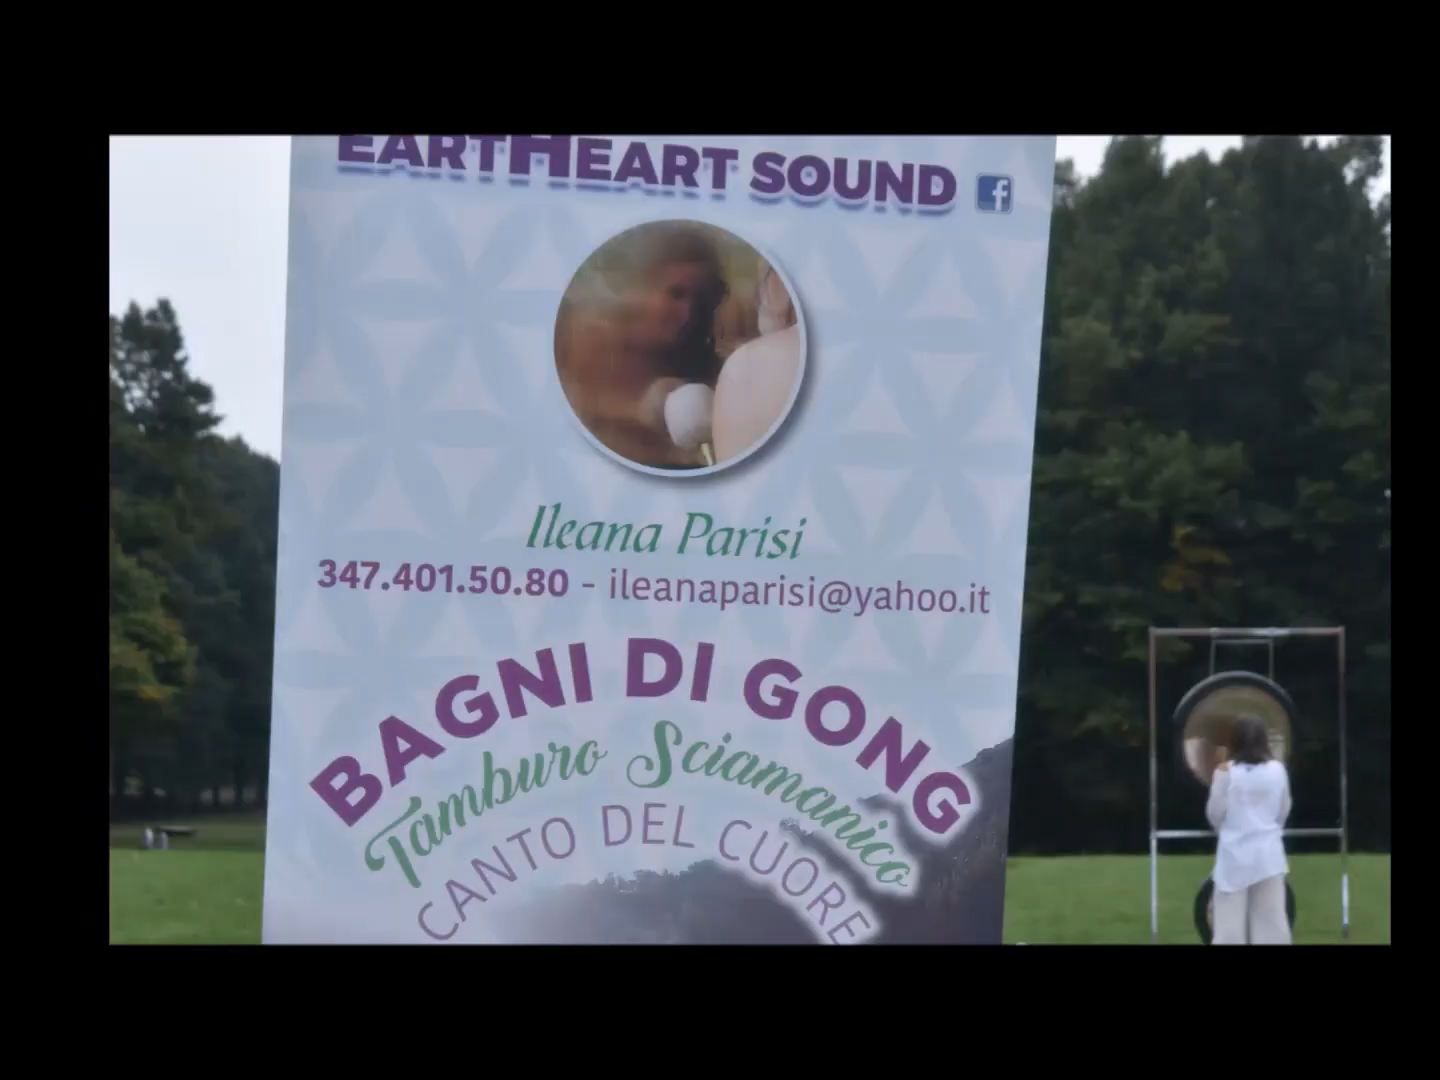 EARTHEART SOUND f
Ileana Parisi
347.401.50.80 - ileanaparisi@yahoo.it
BAGNI DI GONG
Tamburo Sciamanico
CANTO DEL CUORE